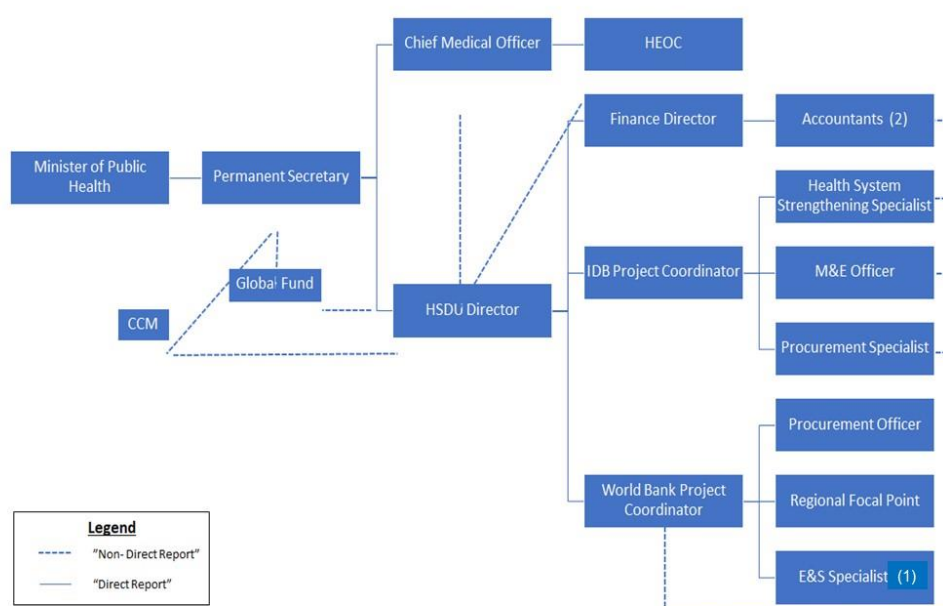 Chief Medical Officer
HEOC
Finance Director
Accountants (2)
Minister of Public
Health
Permanent Secretary
Health System
Strengthening Specialist
Global Fund
IDB Project Coordinator
M&E Officer
CCM
HSDU Director
Procurement Specialist
Procurement Officer
World Bank Project
Coordinator
Regional Focal Point
E&S Specialist (1)
Legend
"Non- Direct Report"
"Direct Report"